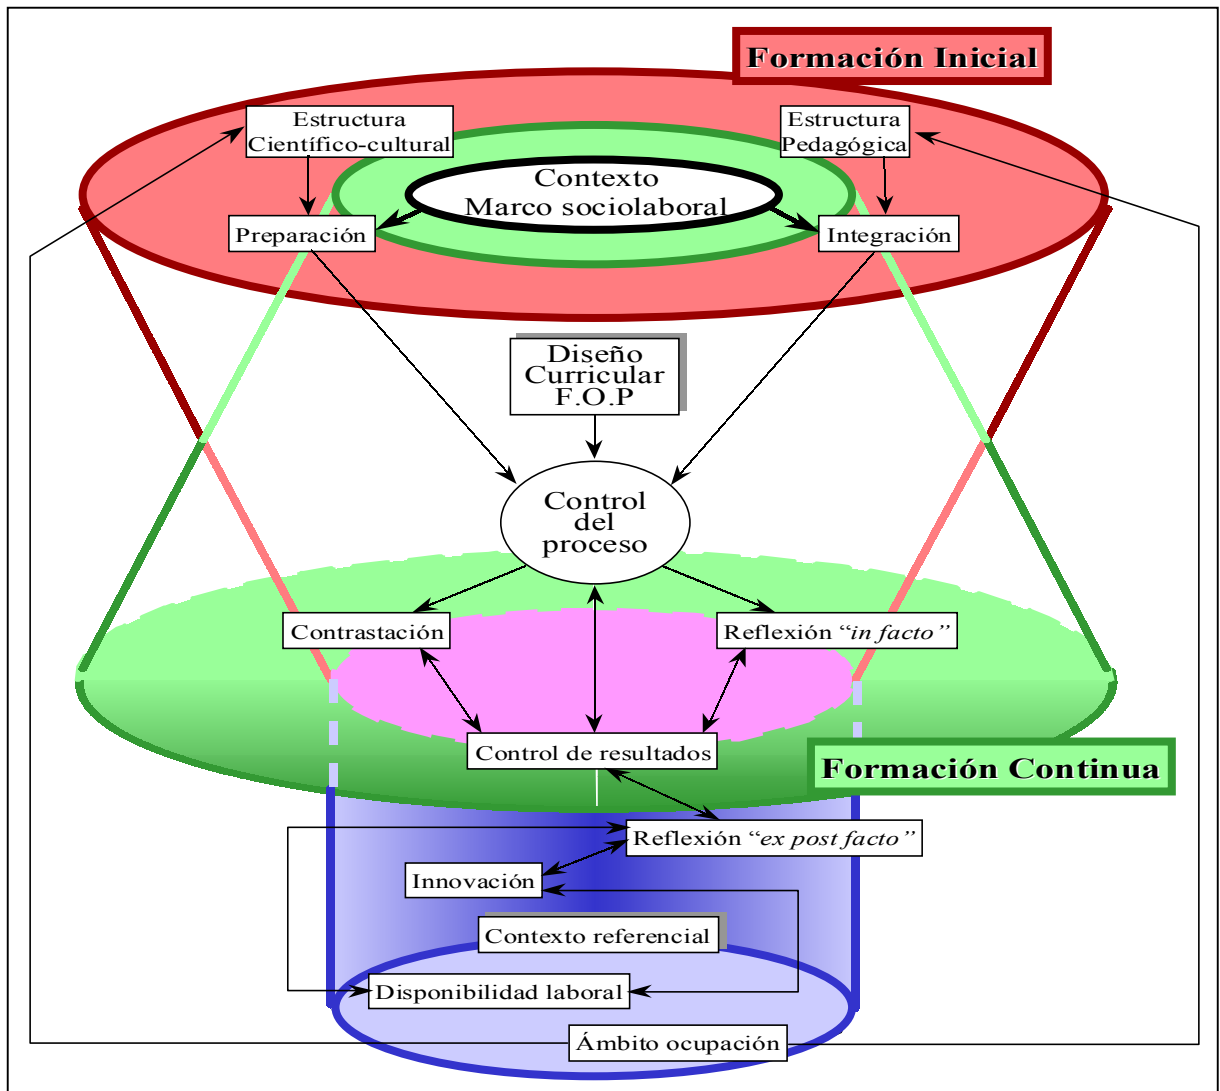 Formación Inicial
Estructura
Científico-cultural
Estructura
Pedagógica
Contexto
Marco sociolaboral
Preparación
Integración
Diseño
Curricular
F.O.P
Control
del
proceso
Contrastación
Reflexión “in facto”
Control de resultados
Formación Continua
Reflexión “ex post facto”
Innovación
Contexto referencial
Disponibilidad laboral
Ámbito ocupación